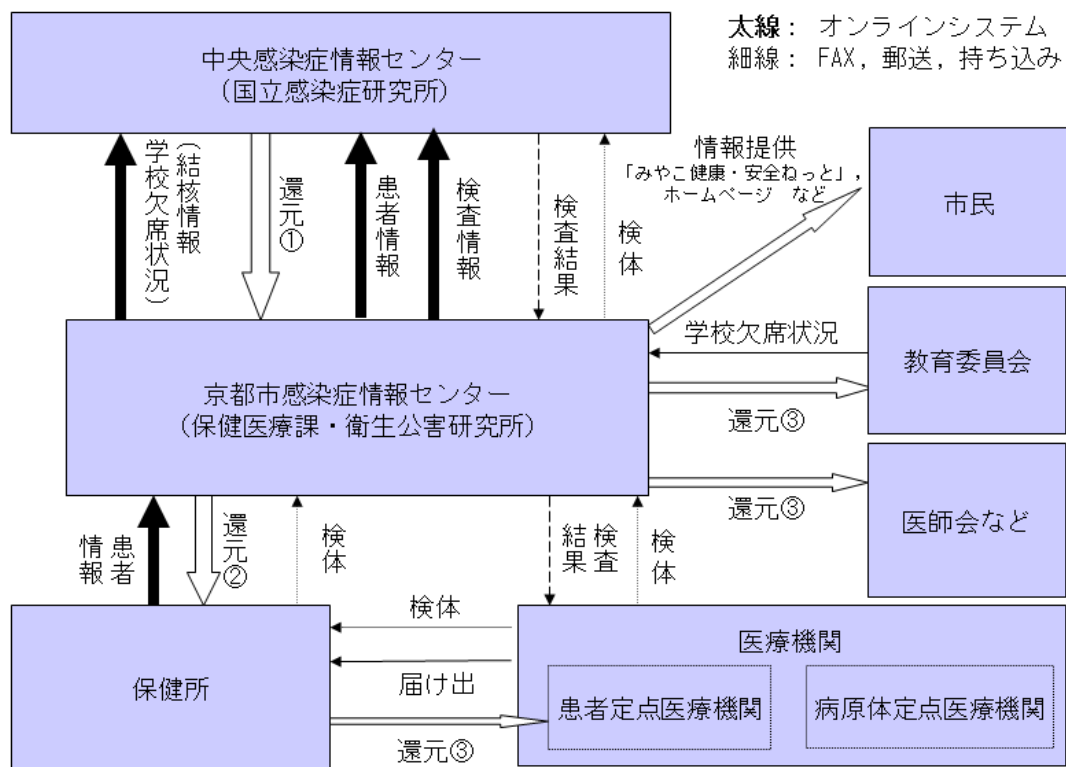 太線： オンラインシステム
細線： FAX，郵送，持ち込み
中央感染症情報センター
（国立感染症研究所）
（結核情報
学校欠席状況）
還元①
患者情報
検査情報
検査結果
検体
情報提供
「みやこ健康・安全ねっと」，
ホームページ　など
市民
京都市感染症情報センター
（保健医療課・衛生公害研究所）
学校欠席状況
還元③
教育委員会
還元③
医師会など
患者
情報
還元②
検体
検査
結果
検体
保健所
検体
届け出
還元③
医療機関
患者定点医療機関
病原体定点医療機関